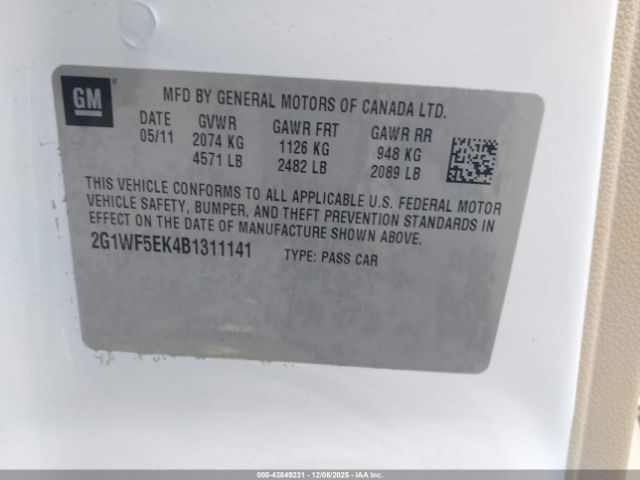 GM®
MFD BY GENERAL MOTORS OF CANADA LTD.
DATE GVWR GAWR FRT GAWR RR
05/11 2074 KG 1126 KG 948 KG
4571 LB 2482 LB 2089 LB
THIS VEHICLE CONFORMS TO ALL APPLICABLE U.S. FEDERAL MOTOR
VEHICLE SAFETY, BUMPER, AND THEFT PREVENTION STANDARDS IN
EFFECT ON THE DATE OF MANUFACTURE SHOWN ABOVE.
2G1WF5EK4B1311141 TYPE: PASS CAR
000-43849231 - 12/08/2025 - IAAI.com